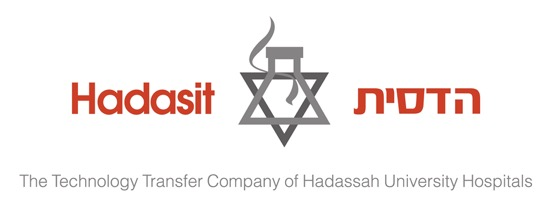 Hadasit הדסית
The Technology Transfer Company of Hadassah University Hospitals